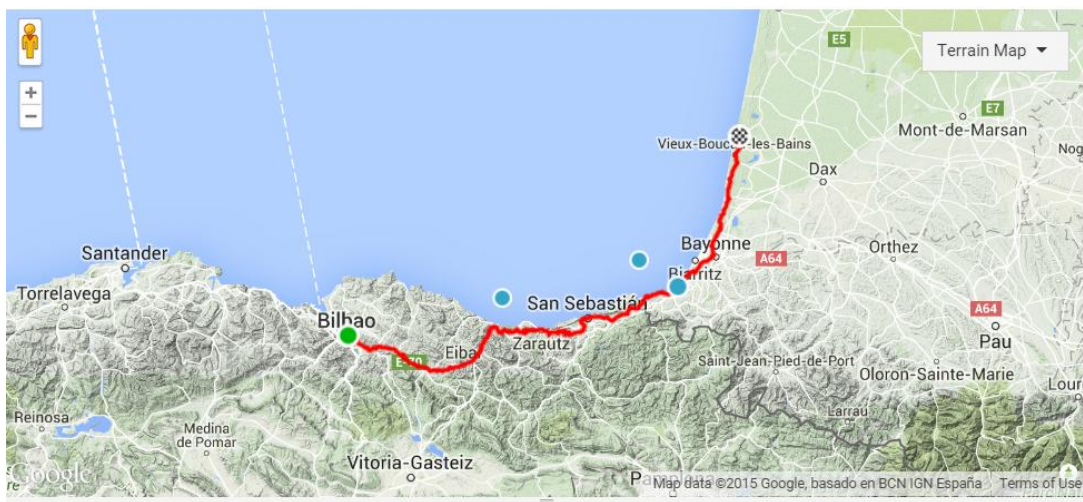 E5
Terrain Map
+
−
E7
Mont-de-Marsan
Vieux-Boucau-les-Bains
Dax
Santander
Bayonne
Orthez
A64
Biarritz
Torrelavega
San Sebastián
Bilbao
A64
Zarautz
Eibar
E-70
Pau
Saint-Jean-Pied-de-Port
Oloron-Sainte-Marie
Reinosa
Larrau
Medina
de Pomar
Vitoria-Gasteiz
Google
Map data ©2015 Google, basado en BCN IGN España
Terms of Use